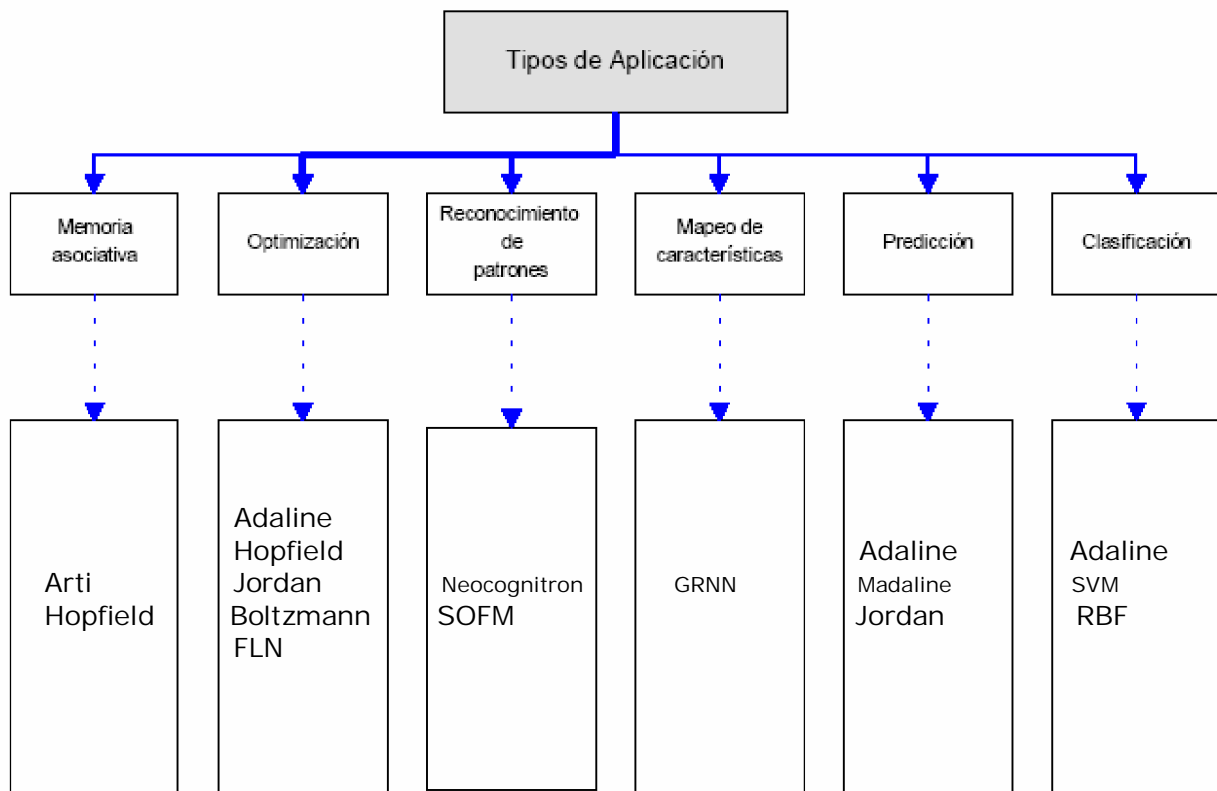 Tipos de Aplicación
Memoria
asociativa
Optimización
Reconocimiento
de
patrones
Mapeo de
características
Predicción
Clasificación
Arti
Hopfield
Adaline
Hopfield
Jordan
Boltzmann
FLN
Neocognitron
SOFM
GRNN
Adaline
Madaline
Jordan
Adaline
SVM
RBF